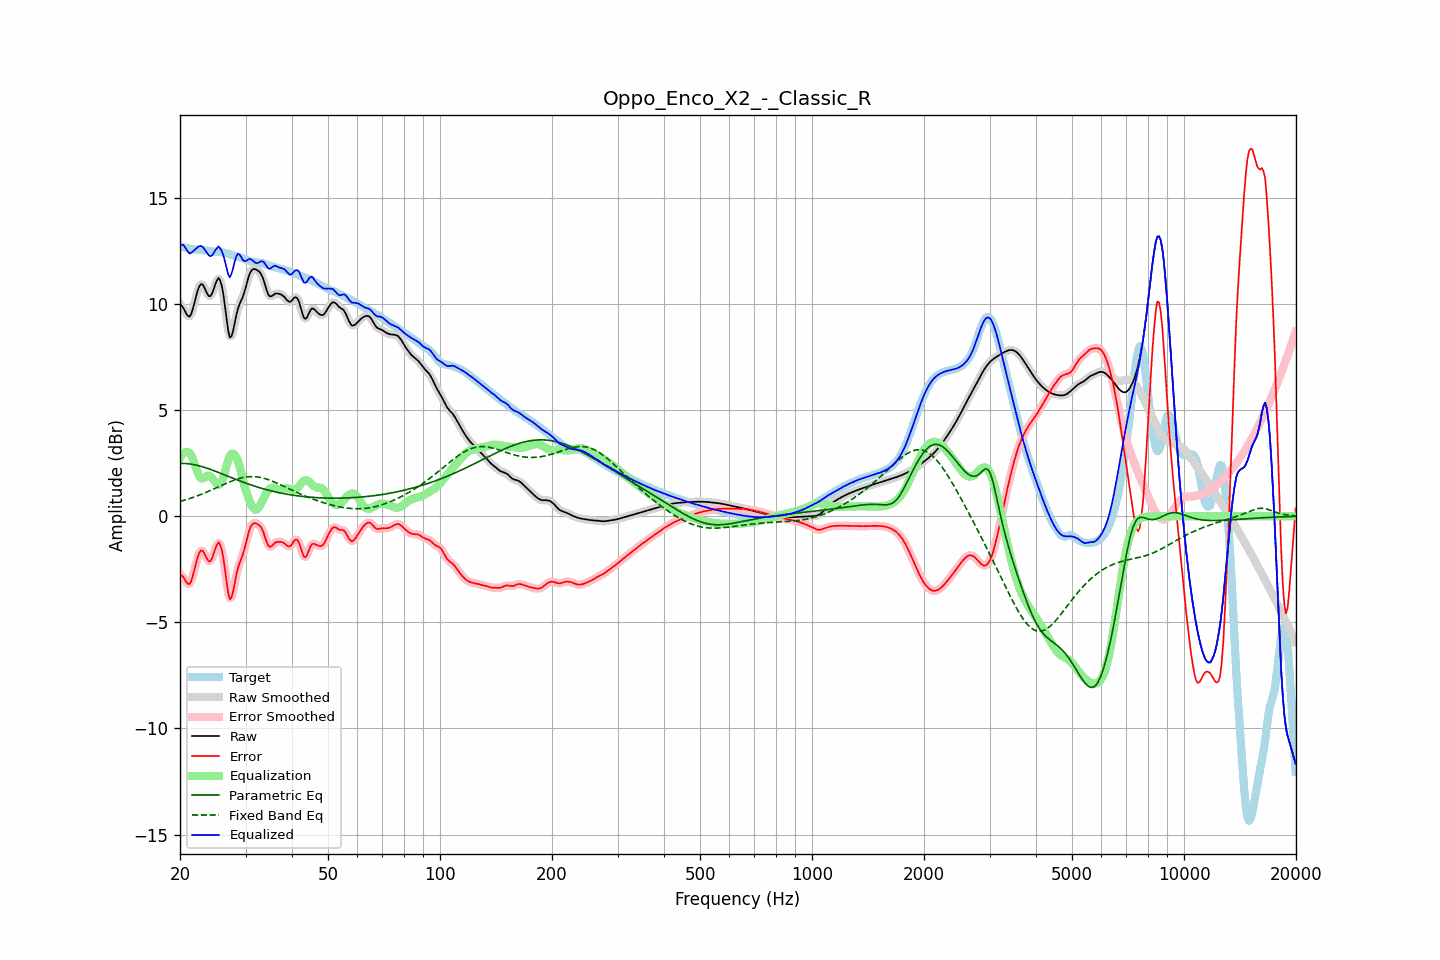 Oppo_Enco_X2_-_Classic_R
Amplitude (dBr)
15
10
5
0
−5
−10
−15
Target
Raw Smoothed
Error Smoothed
Raw
Error
Equalization
Parametric Eq
Fixed Band Eq
Equalized
20 50 100 200 500 1000 2000 5000 10000 20000
Frequency (Hz)